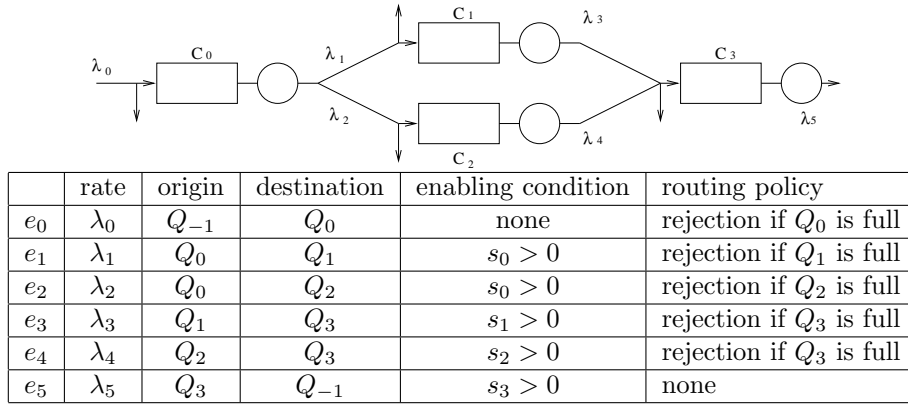 C 0
C 1
C 2
C 3
λ 0
λ 1
λ 2
λ 3
λ 4
λ5
rate origin destination enabling condition routing policy
e₀ λ₀ Q₋₁ Q₀ none rejection if Q₀ is full
e₁ λ₁ Q₀ Q₁ s₀ > 0 rejection if Q₁ is full
e₂ λ₂ Q₀ Q₂ s₀ > 0 rejection if Q₂ is full
e₃ λ₃ Q₁ Q₃ s₁ > 0 rejection if Q₃ is full
e₄ λ₄ Q₂ Q₃ s₂ > 0 rejection if Q₃ is full
e₅ λ₅ Q₃ Q₋₁ s₃ > 0 none